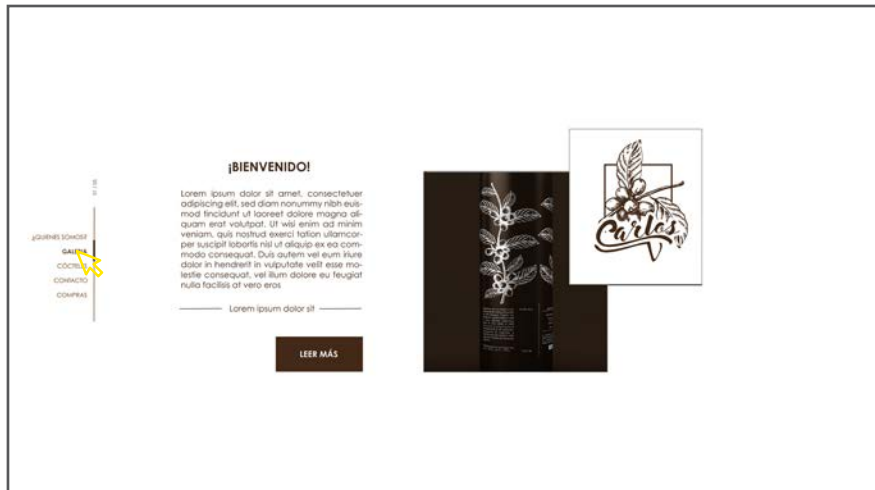 ¿QUIÉNES SOMOS?
GALERÍA
CÓCTELES
CONTACTO
COMPRAS
¡BIENVENIDO!
Lorem ipsum dolor sit amet, consectetuer
adipiscing elit, sed diam nonummy nibh euis-
mod tincidunt ut laoreet dolore magna ali-
quam erat volutpat. Ut wisi enim ad minim
veniam, quis nostrud exerci tation ullamcor-
per suscipit lobortis nisl ut aliquip ex ea com-
modo consequat. Duis autem vel eum iriure
dolor in hendrerit in vulputate velit esse mo-
lestie consequat, vel illum dolore eu feugiat
nulla facilisis at vero eros
Lorem ipsum dolor sit
LEER MÁS
Carlos